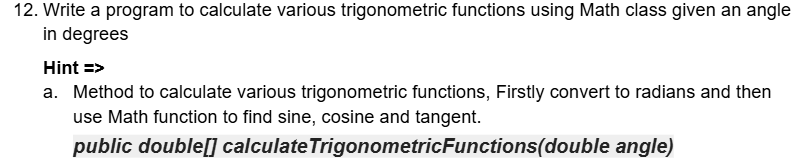 12. Write a program to calculate various trigonometric functions using Math class given an angle
in degrees
Hint =>
a. Method to calculate various trigonometric functions, Firstly convert to radians and then
use Math function to find sine, cosine and tangent.
public double[] calculateTrigonometricFunctions(double angle)